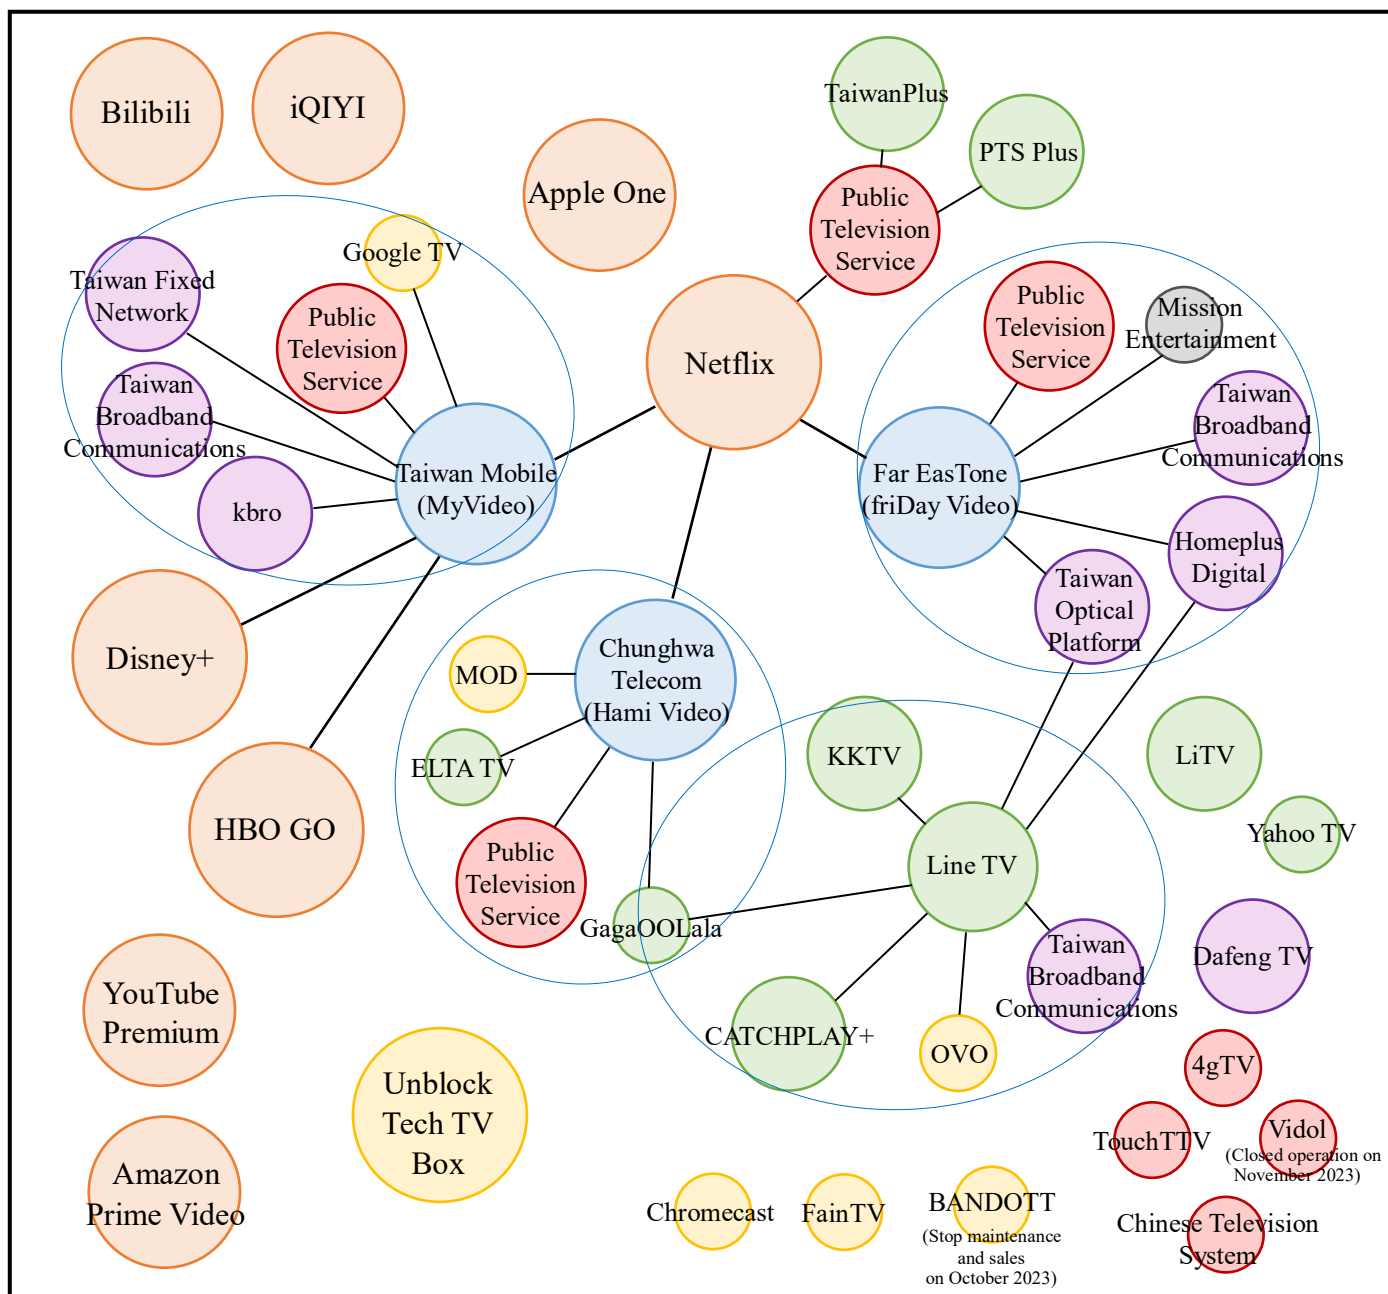 Bilibili
iQIYI
Apple One
TaiwanPlus
PTS Plus
Public
Television
Service
Google TV
Taiwan Fixed
Network
Public
Television
Service
Taiwan
Broadband
Communications
kbro
Taiwan Mobile
(MyVideo)
Netflix
Public
Television
Service
Mission
Entertainment
Taiwan
Broadband
Communications
Far EasTone
(friDay Video)
Homeplus
Digital
Taiwan
Optical
Platform
Disney+
HBO GO
MOD
Chunghwa
Telecom
(Hami Video)
ELTA TV
Public
Television
Service
GagaOOLala
KKTV
Line TV
LiTV
Yahoo TV
Taiwan
Broadband
Communications
Dafeng TV
CATCHPLAY+
OVO
YouTube
Premium
Unblock
Tech TV
Box
Amazon
Prime Video
4gTV
TouchTTV
Vidol
(Closed operation on
November 2023)
Chromecast
FainTV
BANDOTT
(Stop maintenance
and sales
on October 2023)
Chinese Television
System